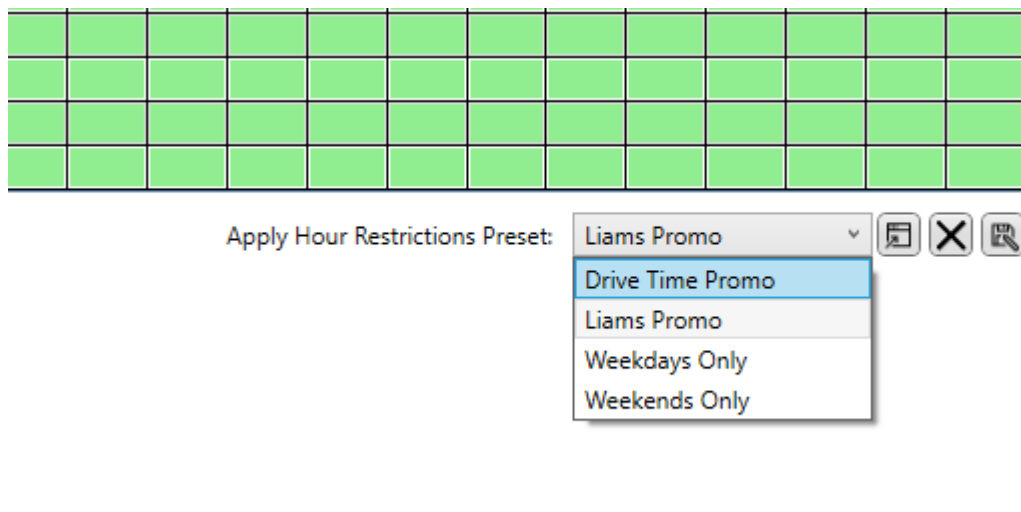 Apply Hour Restrictions Preset: Liams Promo
Drive Time Promo
Liams Promo
Weekdays Only
Weekends Only